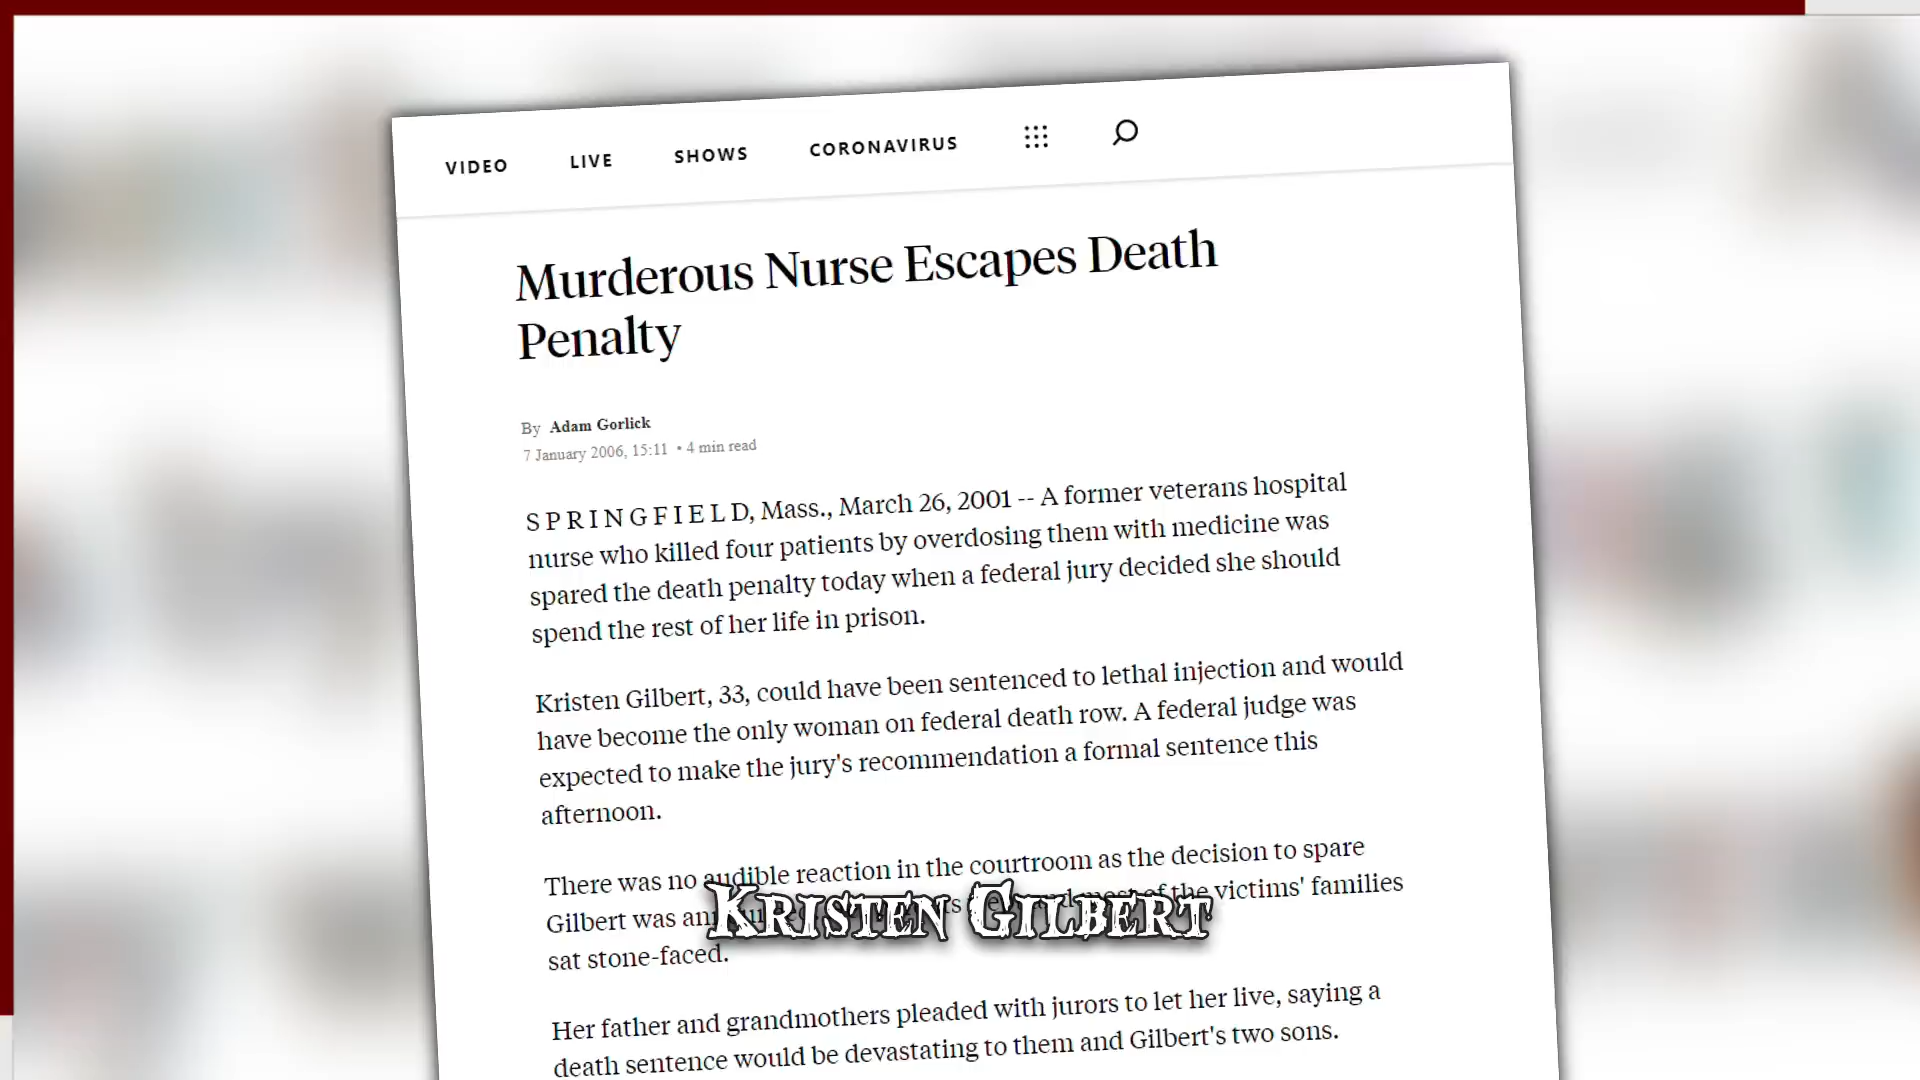 VIDEO LIVE SHOWS CORONAVIRUS
Murderous Nurse Escapes Death
Penalty
By Adam Gorlick
7 January 2006, 15:11 • 4 min read
S P R I N G F I E L D, Mass., March 26, 2001 -- A former veterans hospital
nurse who killed four patients by overdosing them with medicine was
spared the death penalty today when a federal jury decided she should
spend the rest of her life in prison.
Kristen Gilbert, 33, could have been sentenced to lethal injection and would
have become the only woman on federal death row. A federal judge was
expected to make the jury's recommendation a formal sentence this
afternoon.
There was no audible reaction in the courtroom as the decision to spare
Gilbert was most of the victims' families
Kristen Gilbert
sat stone-faced.
Her father and grandmothers pleaded with jurors to let her live, saying a
death sentence would be devastating to them and Gilbert's two sons.